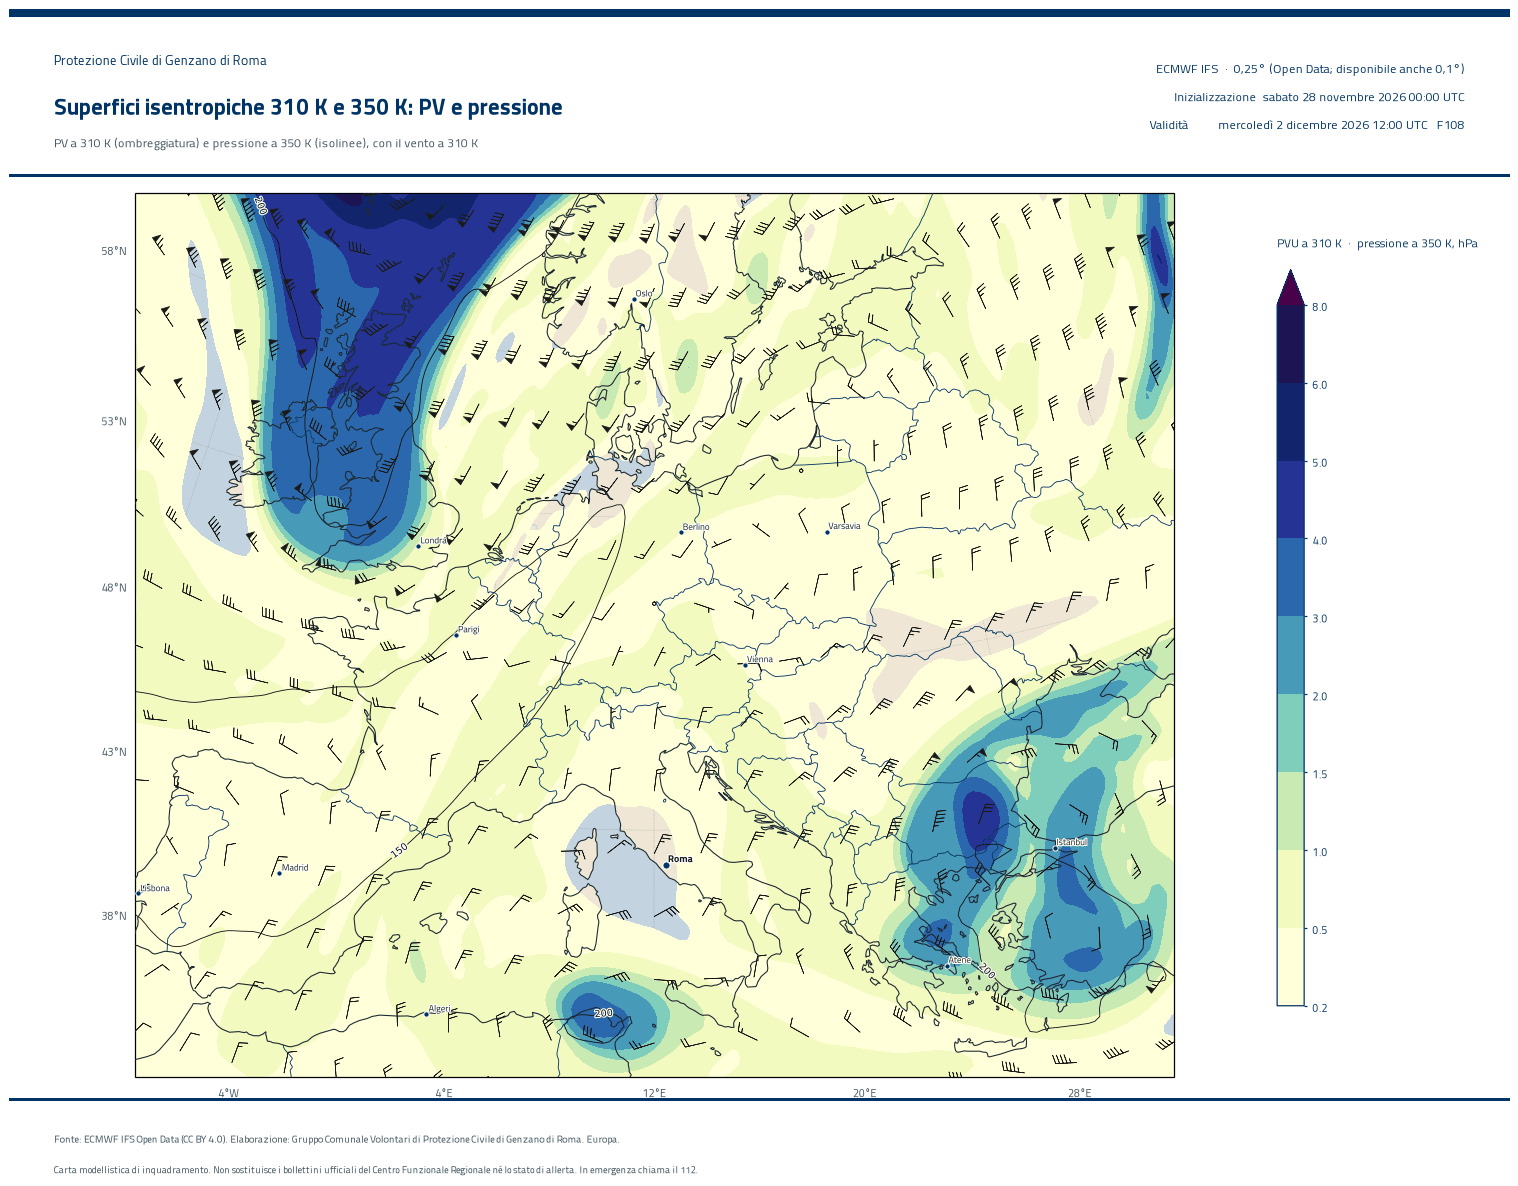 Protezione Civile di Genzano di Roma
Superfici isentropiche 310 K e 350 K: PV e pressione
PV a 310 K (ombreggiatura) e pressione a 350 K (isolinee), con il vento a 310 K
ECMWF IFS · 0,25° (Open Data; disponibile anche 0,1°)
Inizializzazione sabato 28 novembre 2026 00:00 UTC
Validità mercoledì 2 dicembre 2026 12:00 UTC F108
PVU a 310 K · pressione a 350 K, hPa
8.0
6.0
5.0
4.0
3.0
2.0
1.5
1.0
0.5
0.2
58°N
53°N
48°N
43°N
38°N
4°W
4°E
12°E
20°E
28°E
200
Oslo
Berlino
Varsavia
Londra
Parigi
Vienna
150
Madrid
Lisbona
Roma
Istanbul
Atene
200
Algeri
200
Fonte: ECMWF IFS Open Data (CC BY 4.0). Elaborazione: Gruppo Comunale Volontari di Protezione Civile di Genzano di Roma. Europa.
Carta modellistica di inquadramento. Non sostituisce i bollettini ufficiali del Centro Funzionale Regionale né lo stato di allerta. In emergenza chiama il 112.